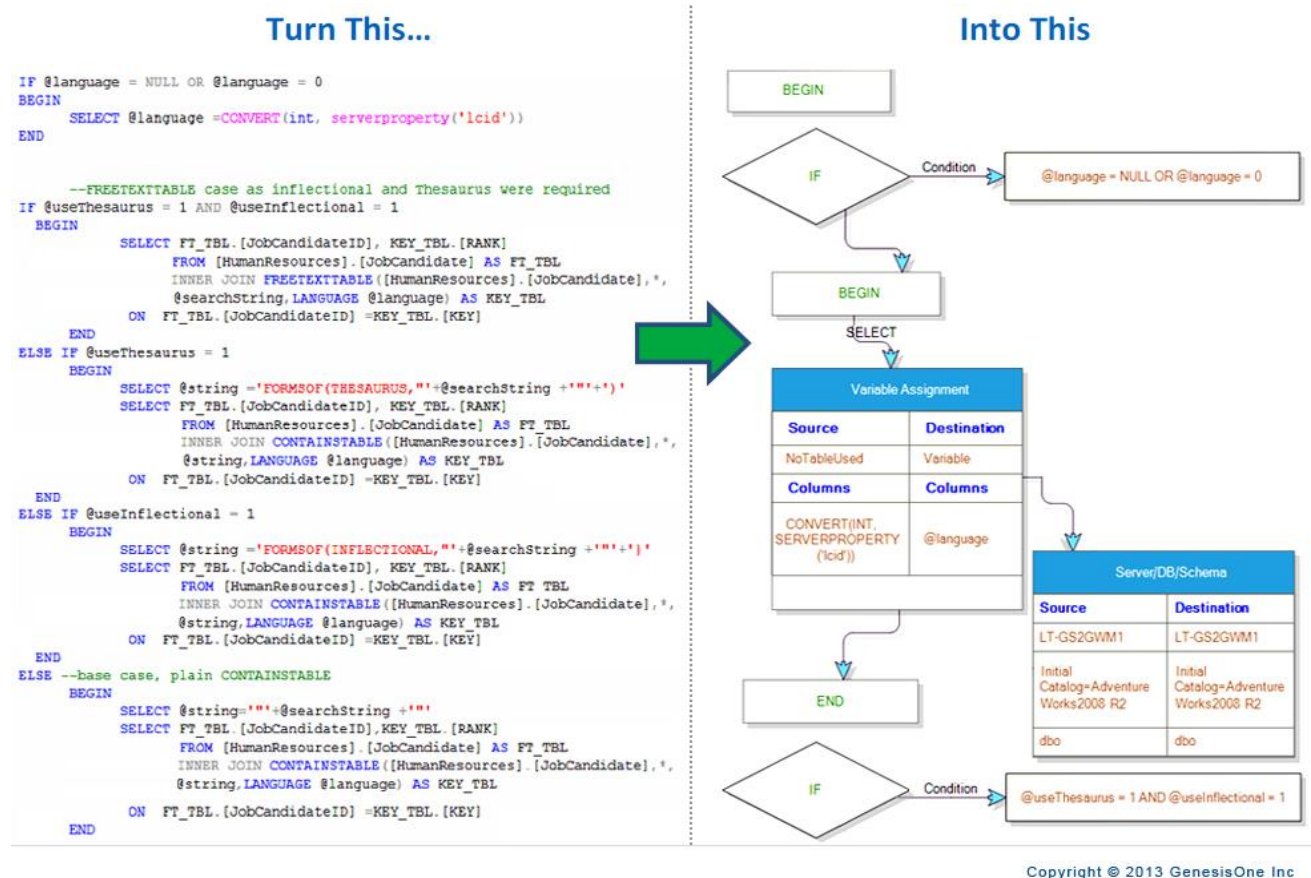 Turn This...
IF @language = NULL OR @language = 0
BEGIN
SELECT @language =CONVERT(int, serverproperty('lcid'))
END
--FREETEXTTABLE case as inflectional and Thesaurus were required
IF @useThesaurus = 1 AND @useInflectional = 1
BEGIN
SELECT FT_TBL.[JobCandidateID], KEY_TBL.[RANK]
FROM [HumanResources].[JobCandidate] AS FT_TBL
INNER JOIN FREETEXTTABLE([HumanResources].[JobCandidate],*,
@searchString,LANGUAGE @language) AS KEY_TBL
ON FT_TBL.[JobCandidateID] =KEY_TBL.[KEY]
END
ELSE IF @useThesaurus = 1
BEGIN
SELECT @string ='FORMSOF(THESAURUS,"'+@searchString +'"'+')'
SELECT FT_TBL.[JobCandidateID], KEY_TBL.[RANK]
FROM [HumanResources].[JobCandidate] AS FT_TBL
INNER JOIN CONTAINSTABLE([HumanResources].[JobCandidate],*,
@string,LANGUAGE @language) AS KEY_TBL
ON FT_TBL.[JobCandidateID] =KEY_TBL.[KEY]
END
ELSE IF @useInflectional = 1
BEGIN
SELECT @string ='FORMSOF(INFLECTIONAL,"'+@searchString +'"'+')'
SELECT FT_TBL.[JobCandidateID], KEY_TBL.[RANK]
FROM [HumanResources].[JobCandidate] AS FT_TBL
INNER JOIN CONTAINSTABLE([HumanResources].[JobCandidate],*,
@string,LANGUAGE @language) AS KEY_TBL
ON FT_TBL.[JobCandidateID] =KEY_TBL.[KEY]
END
ELSE --base case, plain CONTAINSTABLE
BEGIN
SELECT @string='"'+@searchString +'"'
SELECT FT_TBL.[JobCandidateID],KEY_TBL.[RANK]
FROM [HumanResources].[JobCandidate] AS FT_TBL
INNER JOIN CONTAINSTABLE([HumanResources].[JobCandidate],*,
@string,LANGUAGE @language) AS KEY_TBL
ON FT_TBL.[JobCandidateID] =KEY_TBL.[KEY]
END
Into This
BEGIN
IF
Condition
@language = NULL OR @language = 0
BEGIN
SELECT
Variable Assignment
Source Destination
NoTableUsed Variable
Columns Columns
CONVERT(INT,
SERVERPROPERTY
('lcid'))
@language
Server/DB/Schema
Source Destination
LT-GS2GWM1 LT-GS2GWM1
Initial
Catalog=Adventure
Works2008 R2
Initial
Catalog=Adventure
Works2008 R2
dbo dbo
END
IF
Condition
@useThesaurus = 1 AND @useInflectional = 1
Copyright © 2013 GenesisOne Inc